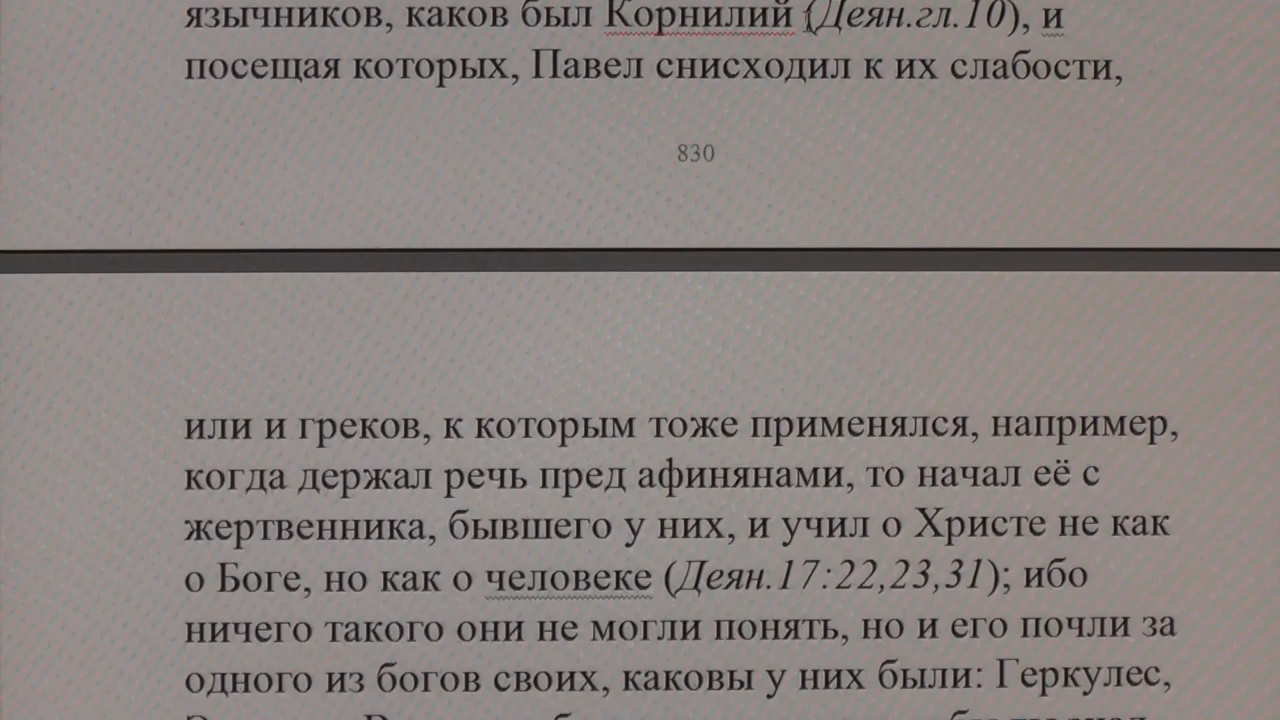 язычников, каков был Корнилий (Деян.гл.10), и
посещая которых, Павел снисходил к их слабости,
830
или и греков, к которым тоже применялся, например,
когда держал речь пред афинянами, то начал её с
жертвенника, бывшего у них, и учил о Христе не как
о Боге, но как о человеке (Деян.17:22,23,31); ибо
ничего такого они не могли понять, но и его почли за
одного из богов своих, каковы у них были: Геркулес,